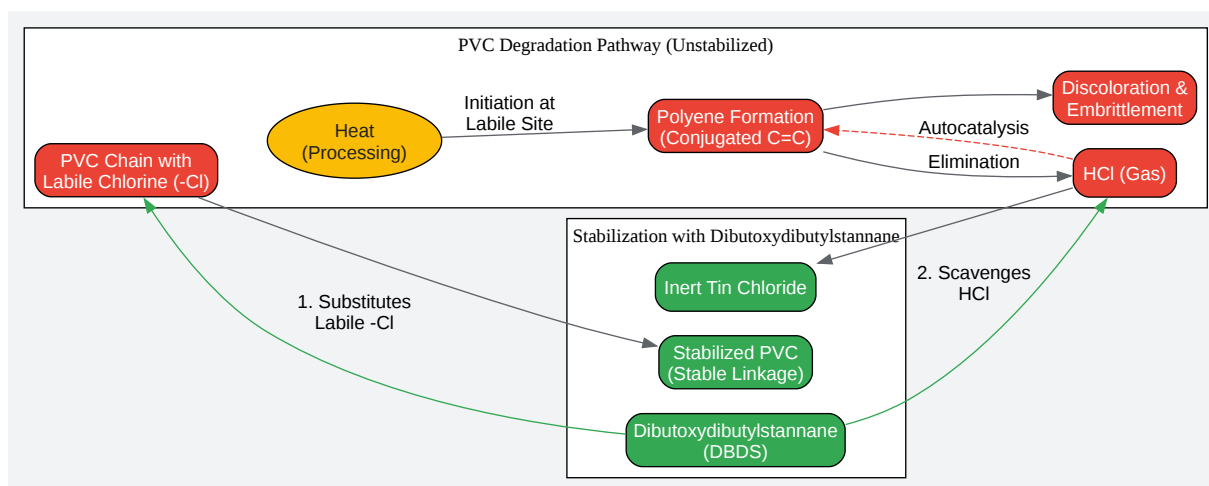 PVC Degradation Pathway (Unstabilized)
Discoloration &
Embrittlement
Initiation at
Labile Site
Polyene Formation
(Conjugated C=C)
Heat
(Processing)
Autocatalysis
Elimination
PVC Chain with
Labile Chlorine (-Cl)
HCl (Gas)
Stabilization with Dibutoxydibutylstannane
Inert Tin Chloride
2. Scavenges
HCl
1. Substitutes
Labile -Cl
Stabilized PVC
(Stable Linkage)
Dibutoxydibutylstannane
(DBDS)